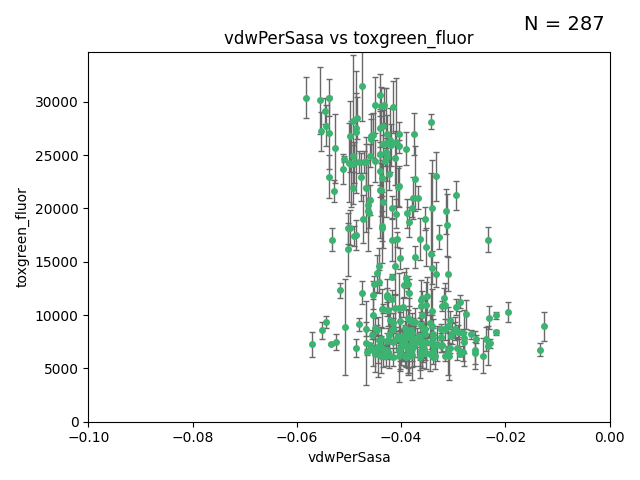 N = 287
vdwPerSasa vs toxgreen_fluor
30000
25000
20000
15000
10000
5000
0
toxgreen_fluor
−0.10 −0.08 −0.06 −0.04 −0.02 0.00
vdwPerSasa